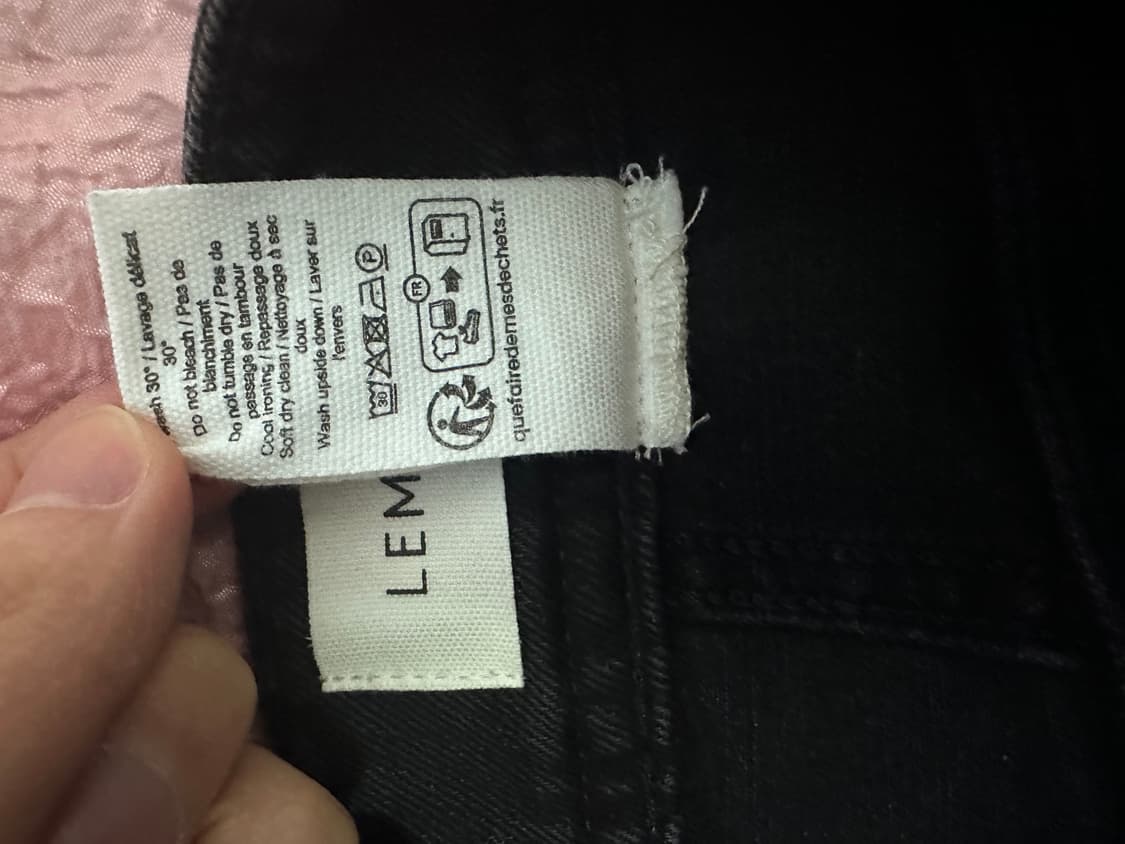 30° / Lavage délicat
30°
Do not bleach / Pas de
blanchiment
Do not tumble dry / Pas de
passage en tambour
Cool ironing / Repassage doux
Soft dry clean / Nettoyage à sec
doux
Wash upside down / Laver sur
l'envers
30 P
FR
quefairedemesdechets.fr
LEM